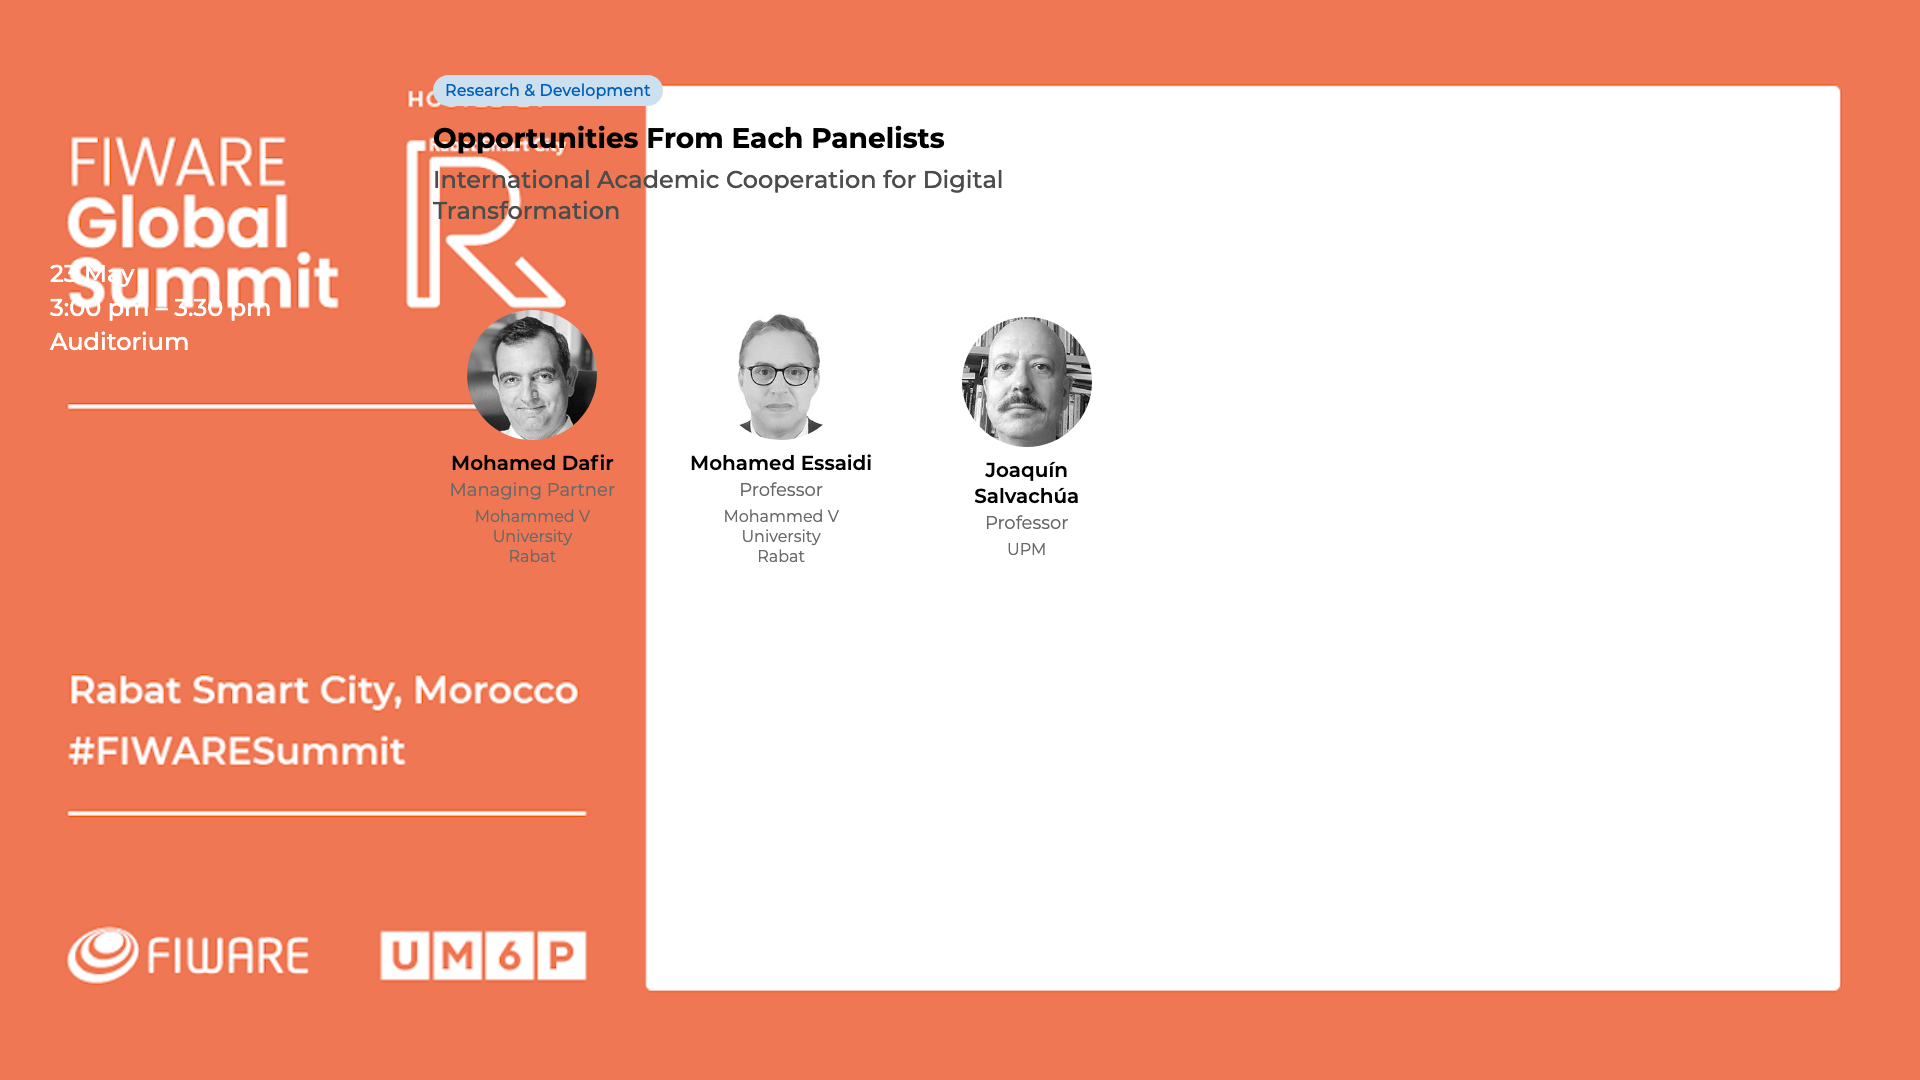 Research & Development
Opportunities From Each Panelists
International Academic Cooperation for Digital
Transformation
FIWARE
Global
Summit
23 May
3:00 pm – 3:30 pm
Auditorium
Mohamed Dafir
Managing Partner
Mohammed V
University
Rabat
Mohamed Essaidi
Professor
Mohammed V
University
Rabat
Joaquín
Salvachúa
Professor
UPM
Rabat Smart City, Morocco
#FIWARESummit
FIWARE
UM6P